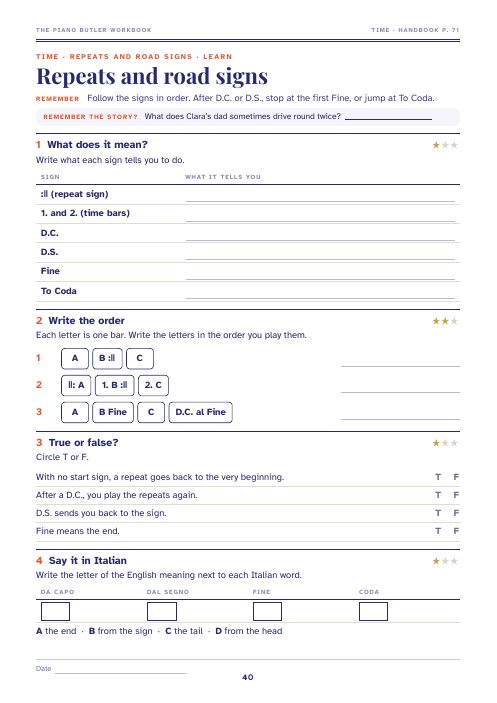 THE PIANO BUTLER WORKBOOK
TIME · HANDBOOK P. 71
TIME · REPEATS AND ROAD SIGNS · LEARN
Repeats and road signs
REMEMBER Follow the signs in order. After D.C. or D.S., stop at the first Fine, or jump at To Coda.
REMEMBER THE STORY? What does Clara's dad sometimes drive round twice?
1 What does it mean?
Write what each sign tells you to do.
SIGN WHAT IT TELLS YOU
:‖ (repeat sign)
1. and 2. (time bars)
D.C.
D.S.
Fine
To Coda
2 Write the order
Each letter is one bar. Write the letters in the order you play them.
1 A B :‖ C
2 ‖: A 1. B :‖ 2. C
3 A B Fine C D.C. al Fine
3 True or false?
Circle T or F.
With no start sign, a repeat goes back to the very beginning. T F
After a D.C., you play the repeats again. T F
D.S. sends you back to the sign. T F
Fine means the end. T F
4 Say it in Italian
Write the letter of the English meaning next to each Italian word.
DA CAPO DAL SEGNO FINE CODA
A the end · B from the sign · C the tail · D from the head
Date
40